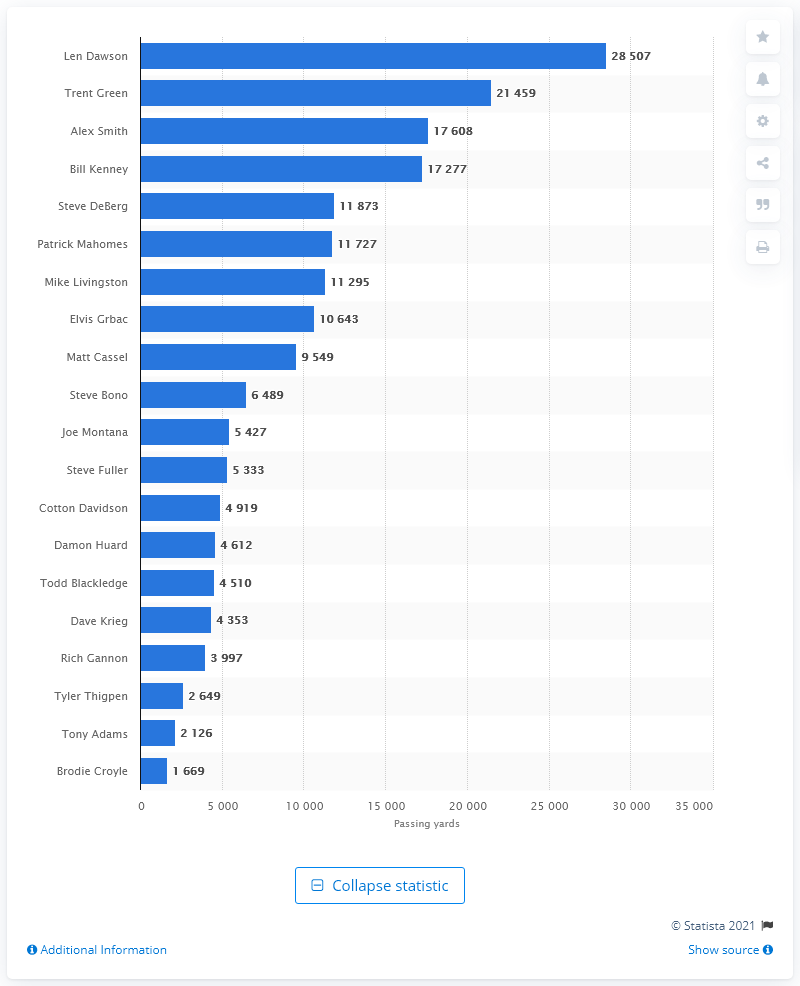 Len Dawson 28 507
Trent Green 21 459
Alex Smith 17 608
Bill Kenney 17 277
Steve DeBerg 11 873
Patrick Mahomes 11 727
Mike Livingston 11 295
Elvis Grbac 10 643
Matt Cassel 9 549
Steve Bono 6 489
Joe Montana 5 427
Steve Fuller 5 333
Cotton Davidson 4 919
Damon Huard 4 612
Todd Blackledge 4 510
Dave Krieg 4 353
Rich Gannon 3 997
Tyler Thigpen 2 649
Tony Adams 2 126
Brodie Croyle 1 669
0 5 000 10 000 15 000 20 000 25 000 30 000 35 000
Passing yards
Collapse statistic
© Statista 2021
Additional Information Show source